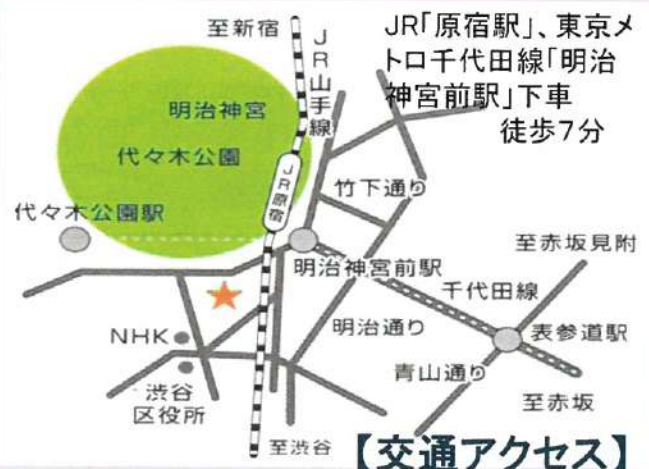 JR「原宿駅」、東京メ
トロ千代田線「明治
神宮前駅」下車
徒歩7分
至新宿
JR山手線
明治神宮
代々木公園
JR原宿
竹下通り
代々木公園駅
明治神宮前駅
至赤坂見附
千代田線
表参道駅
明治通り
NHK
青山通り
渋谷
区役所
至赤坂
至渋谷
【交通アクセス】